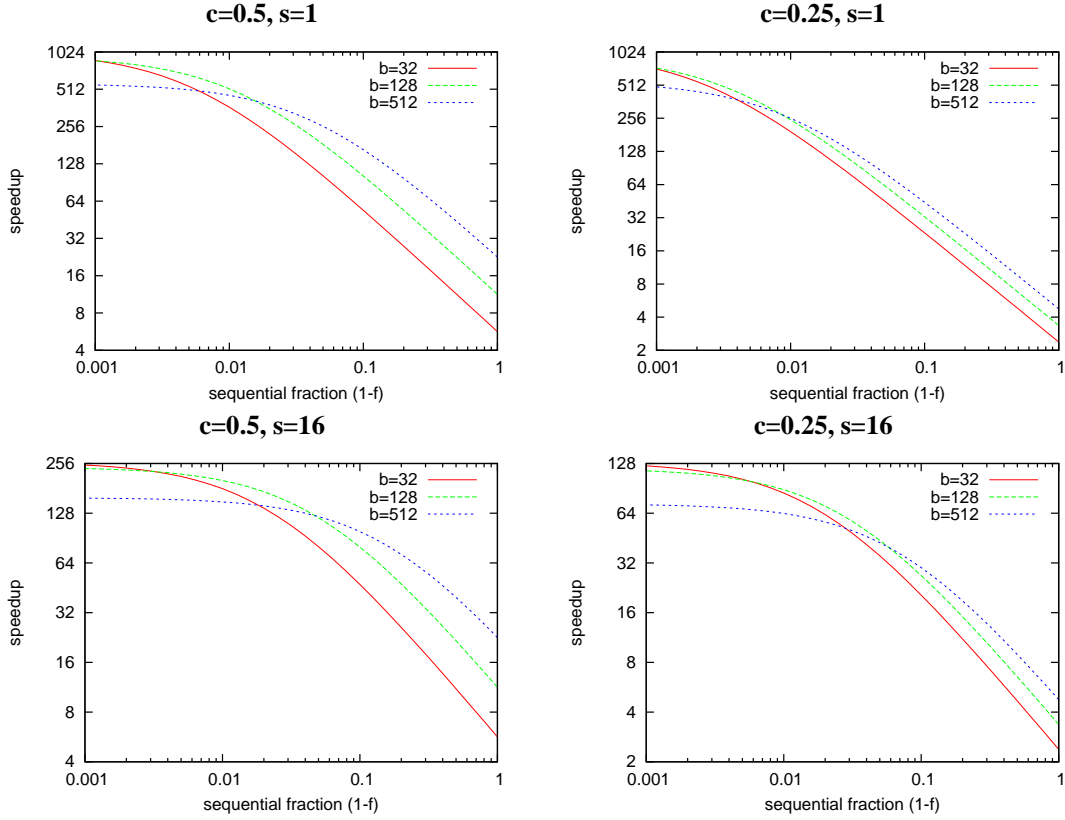 c=0.5, s=1
1024
512
256
128
64
32
16
8
4
speedup
b=32
b=128
b=512
0.001
0.01
0.1
1
sequential fraction (1-f)
c=0.25, s=1
1024
512
256
128
64
32
16
8
4
2
speedup
b=32
b=128
b=512
0.001
0.01
0.1
1
sequential fraction (1-f)
c=0.5, s=16
256
128
64
32
16
8
4
speedup
b=32
b=128
b=512
0.001
0.01
0.1
1
sequential fraction (1-f)
c=0.25, s=16
128
64
32
16
8
4
2
speedup
b=32
b=128
b=512
0.001
0.01
0.1
1
sequential fraction (1-f)